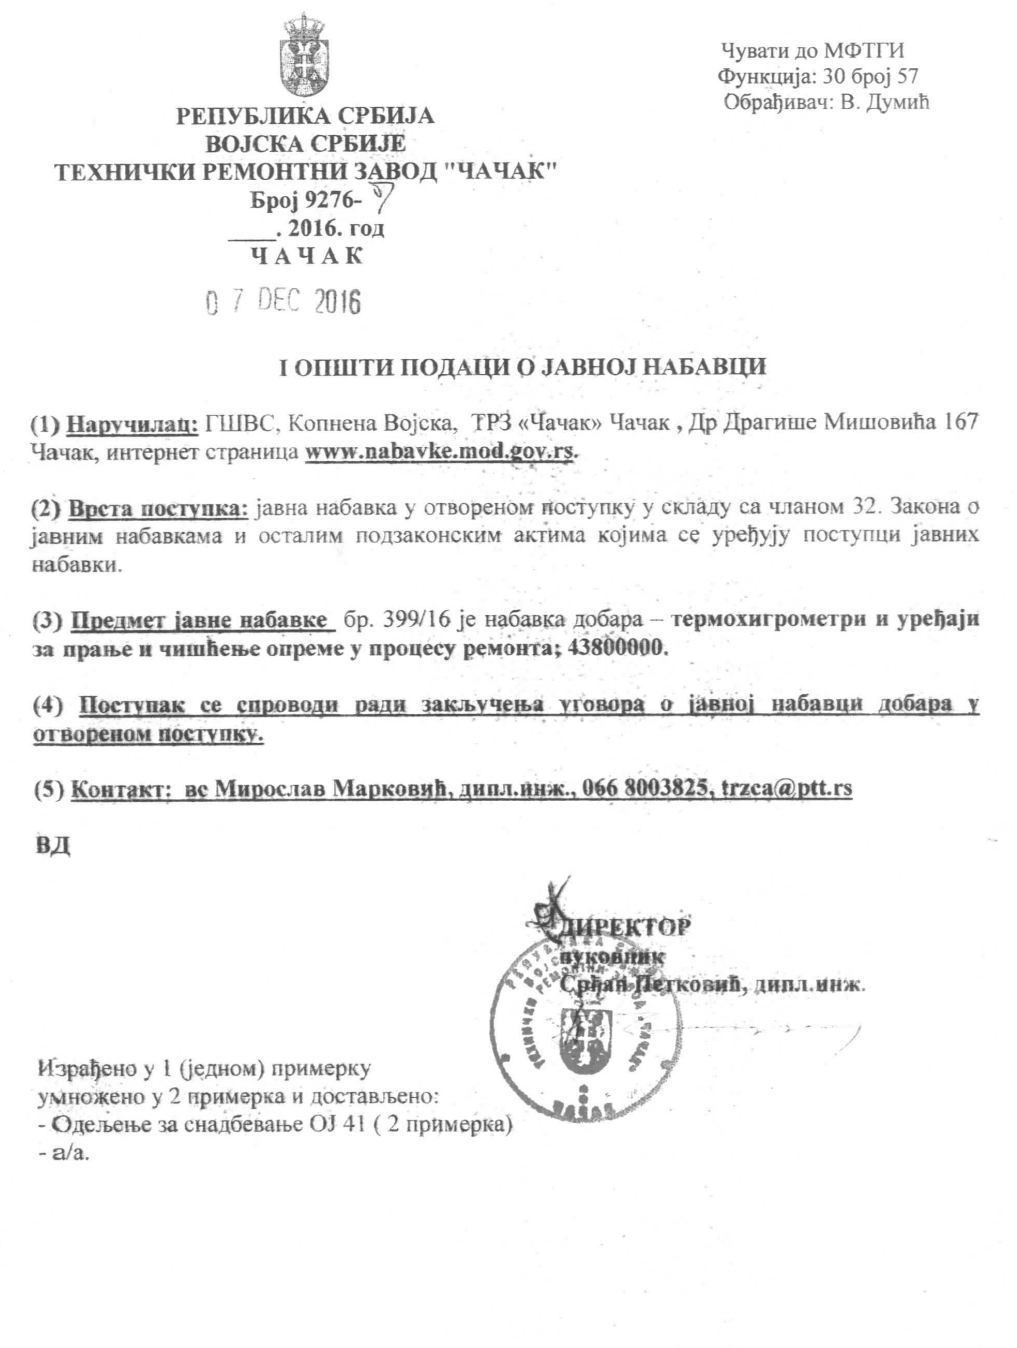 Чувати до МФТГИ
Функција: 30 број 57
Обрађивач: В. Думић
РЕПУБЛИКА СРБИЈА
ВОЈСКА СРБИЈЕ
ТЕХНИЧКИ РЕМОНТНИ ЗАВОД "ЧАЧАК"
Број 9276-
____. 2016. год
Ч А Ч А К
07 DEC 2016
I ОПШТИ ПОДАЦИ О ЈАВНОЈ НАБАВЦИ
(1) Наручилац: ГШВС, Копнена Војска, ТРЗ «Чачак» Чачак , Др Драгише Мишовића 167
Чачак, интернет страница www.nabavke.mod.gov.rs.
(2) Врста поступка: јавна набавка у отвореном поступку у складу са чланом 32. Закона о
јавним набавкама и осталим подзаконским актима којима се уређују поступци јавних
набавки.
(3) Предмет јавне набавке бр. 399/16 је набавка добара – термохигрометри и уређаји
за прање и чишћење опреме у процесу ремонта; 43800000.
(4) Поступак се спроводи ради закључења уговора о јавној набавци добара у
отвореном поступку.
(5) Контакт: вс Мирослав Марковић, дипл.инж., 066 8003825, trzca@ptt.rs
ВД
ДИРЕКТОР
пуковник
Срђан Петковић, дипл.инж.
Израђено у 1 (једном) примерку
умножено у 2 примерка и достављено:
- Одељење за снадбевање ОЈ 41 ( 2 примерка)
- а/а.